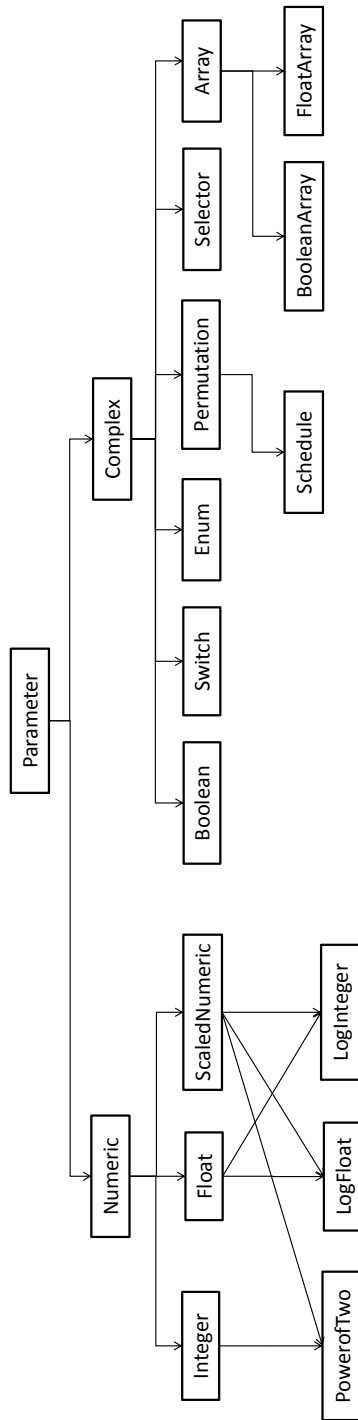 Parameter
Numeric
Complex
Integer
Float
ScaledNumeric
Boolean
Switch
Enum
Permutation
Selector
Array
PowerofTwo
LogFloat
LogInteger
Schedule
BooleanArray
FloatArray